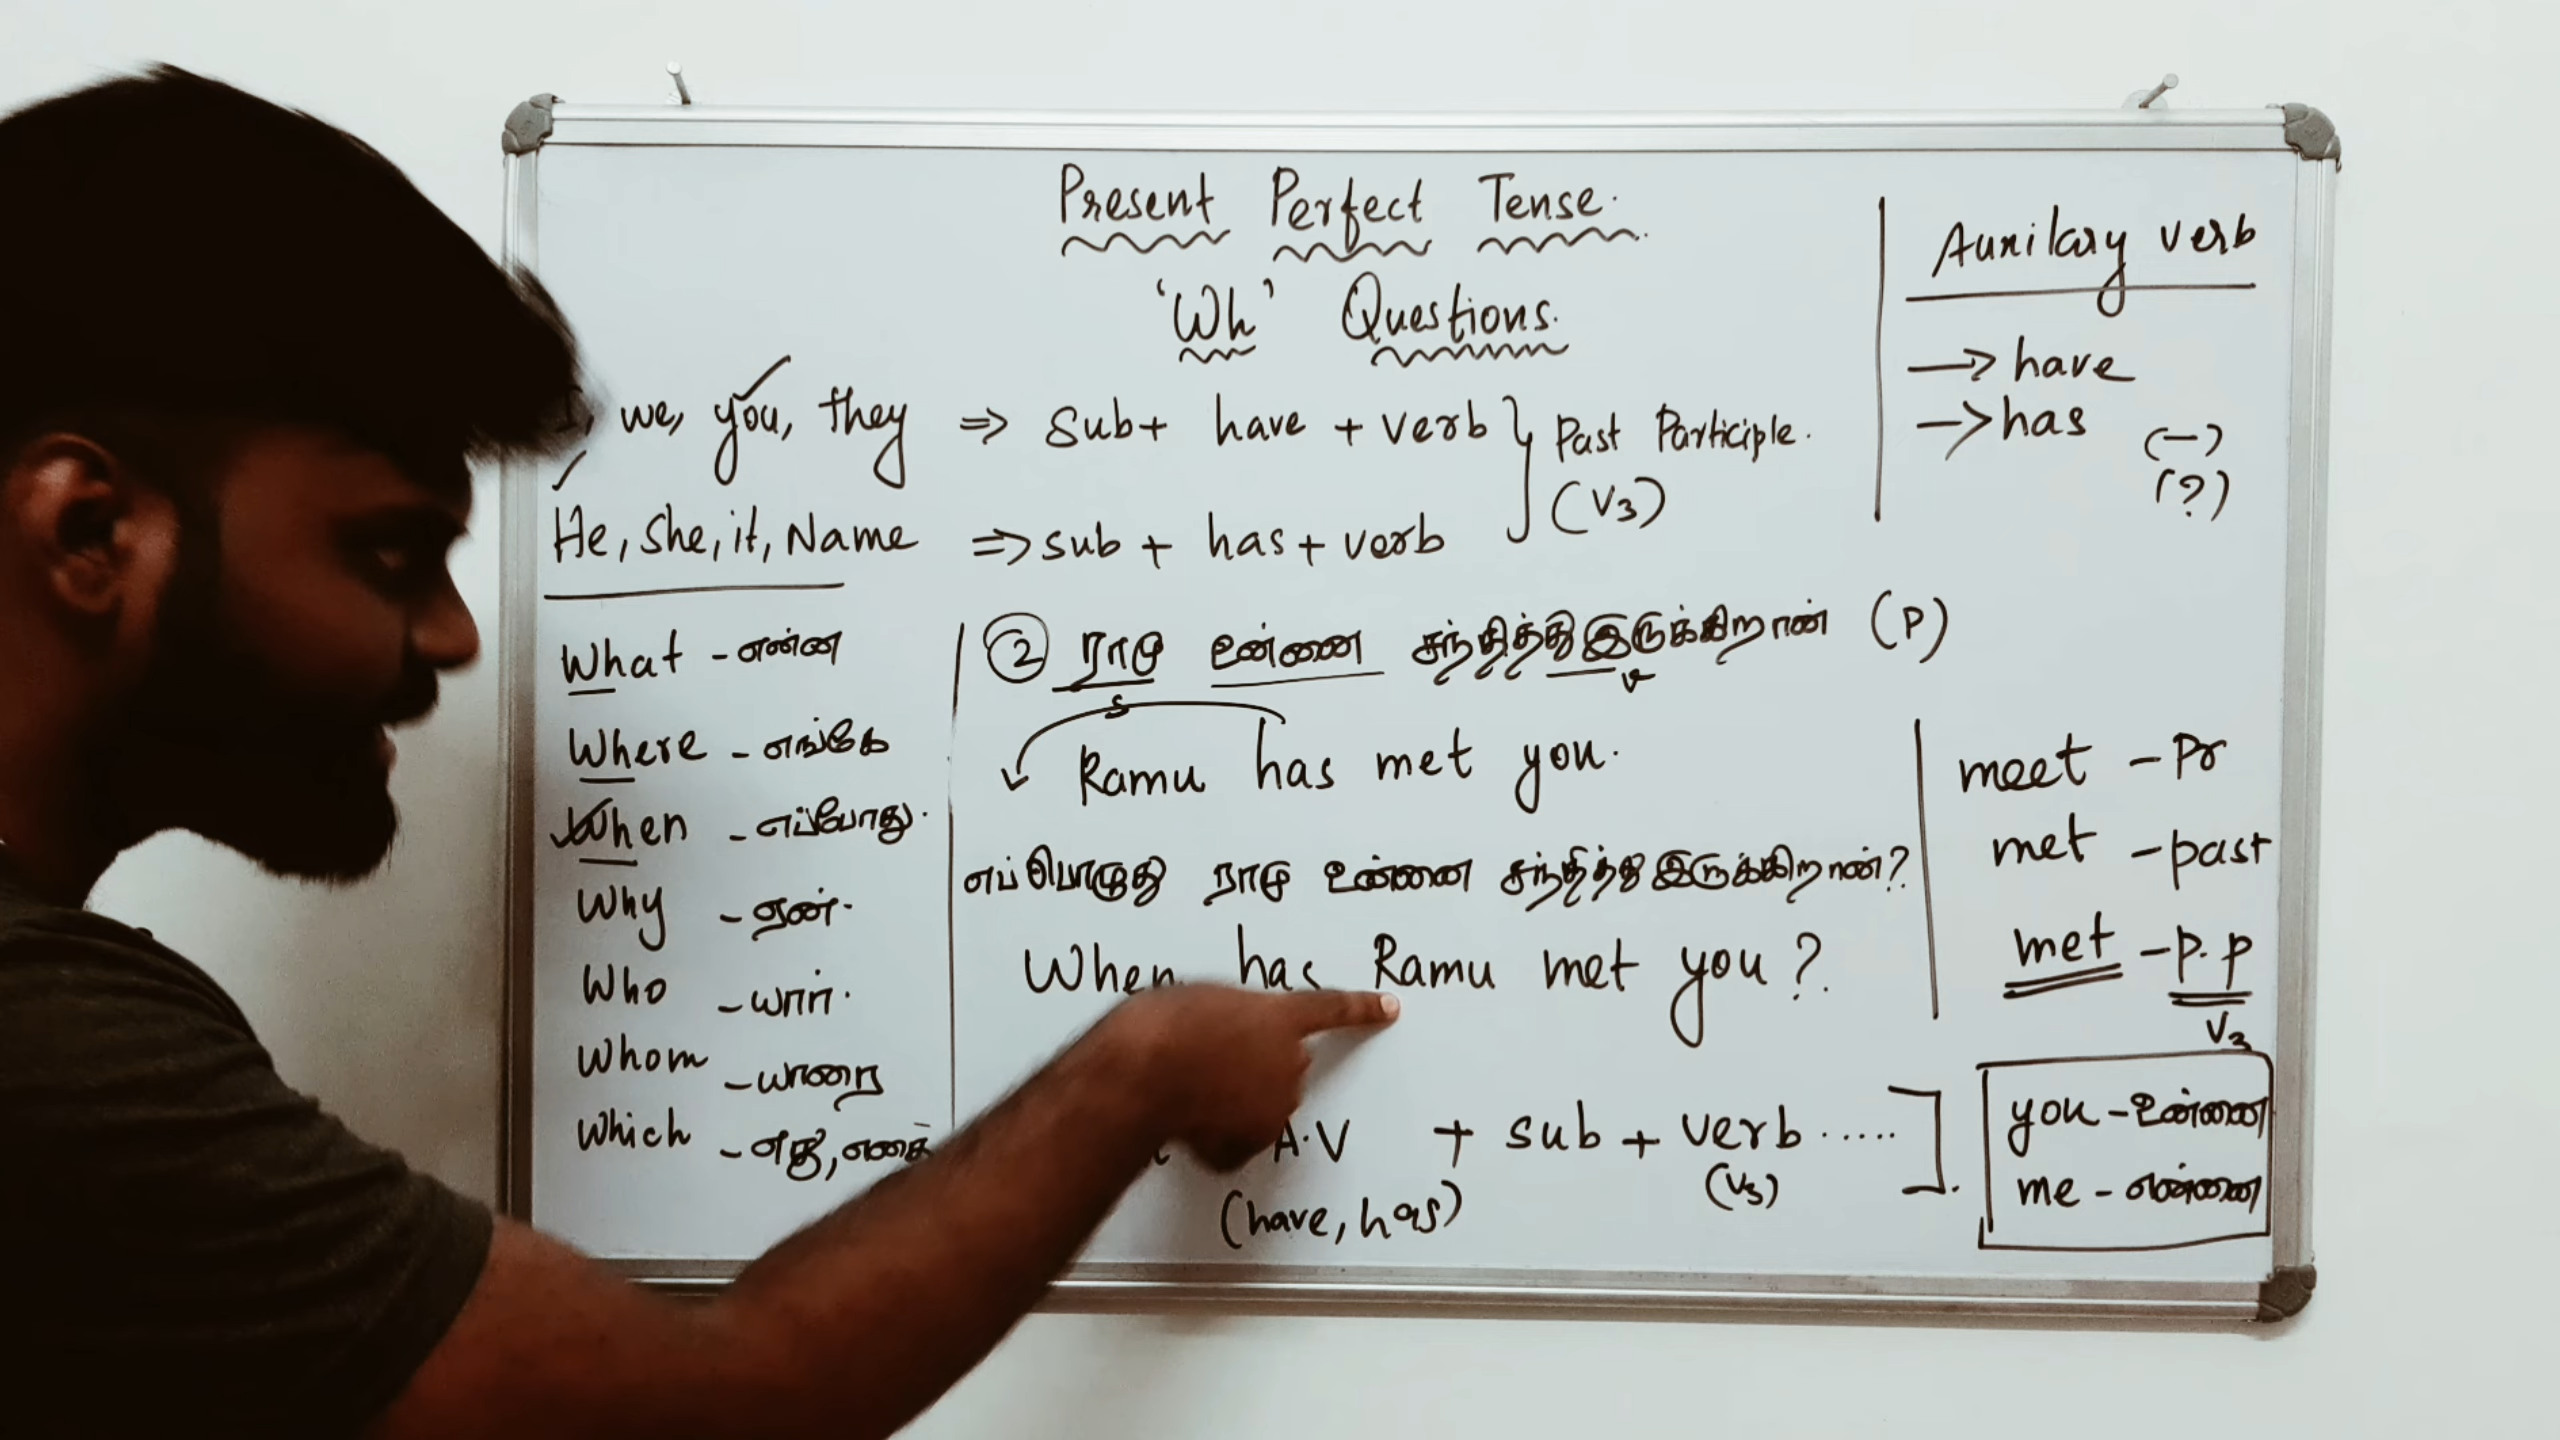 Present Perfect Tense.
'Wh' Questions.
I, we, you, they ⇒ Sub+ have + verb } Past Participle.
(V3)
He, She, it, Name ⇒ sub + has + verb
Auxilary verb
→ have
→ has (-)
(?)
What - என்ன
Where - எங்கே
When - எப்போது.
Why - ஏன்.
Who - யார்.
Whom - யாரை
Which - எது,
② ராமு உன்னை சந்தித்து இருக்கிறான் (P)
s v
Ramu has met you.
எப்பொழுது ராமு உன்னை சந்தித்து இருக்கிறான்?
When has Ramu met you?
A.V + sub + verb ..... ].
(have, has) (V3)
meet - Pr
met - past
met - p.p
V3
you - உன்னை
me - என்னை